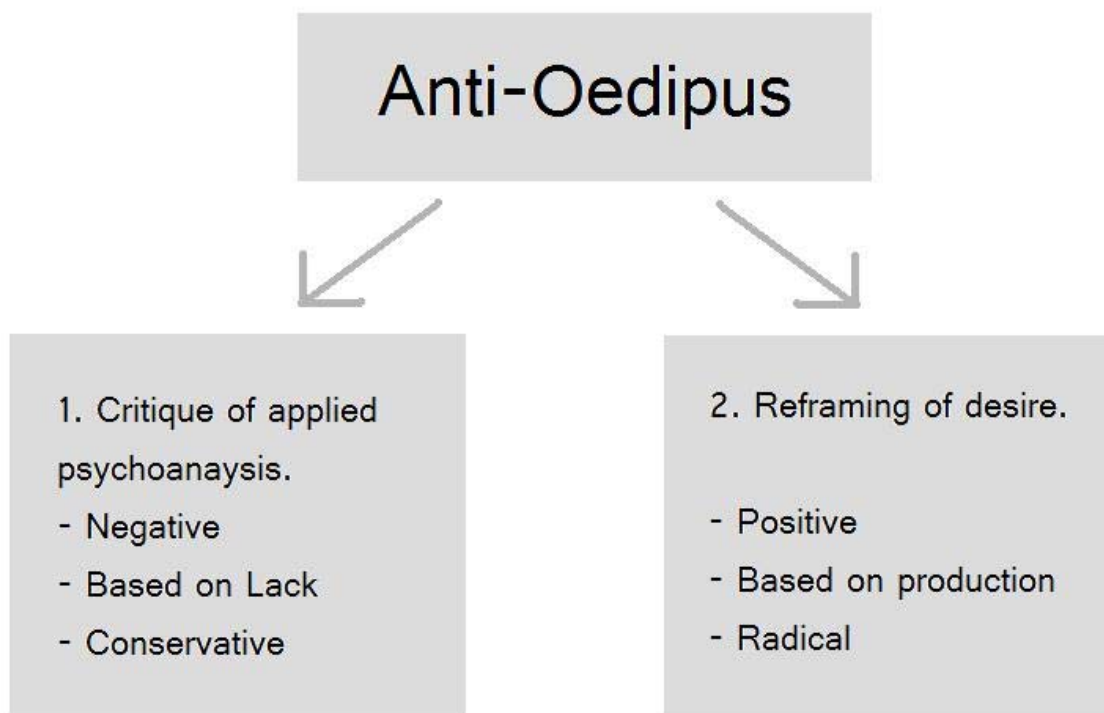 Anti-Oedipus
1. Critique of applied
psychoanaysis.
- Negative
- Based on Lack
- Conservative
2. Reframing of desire.
- Positive
- Based on production
- Radical